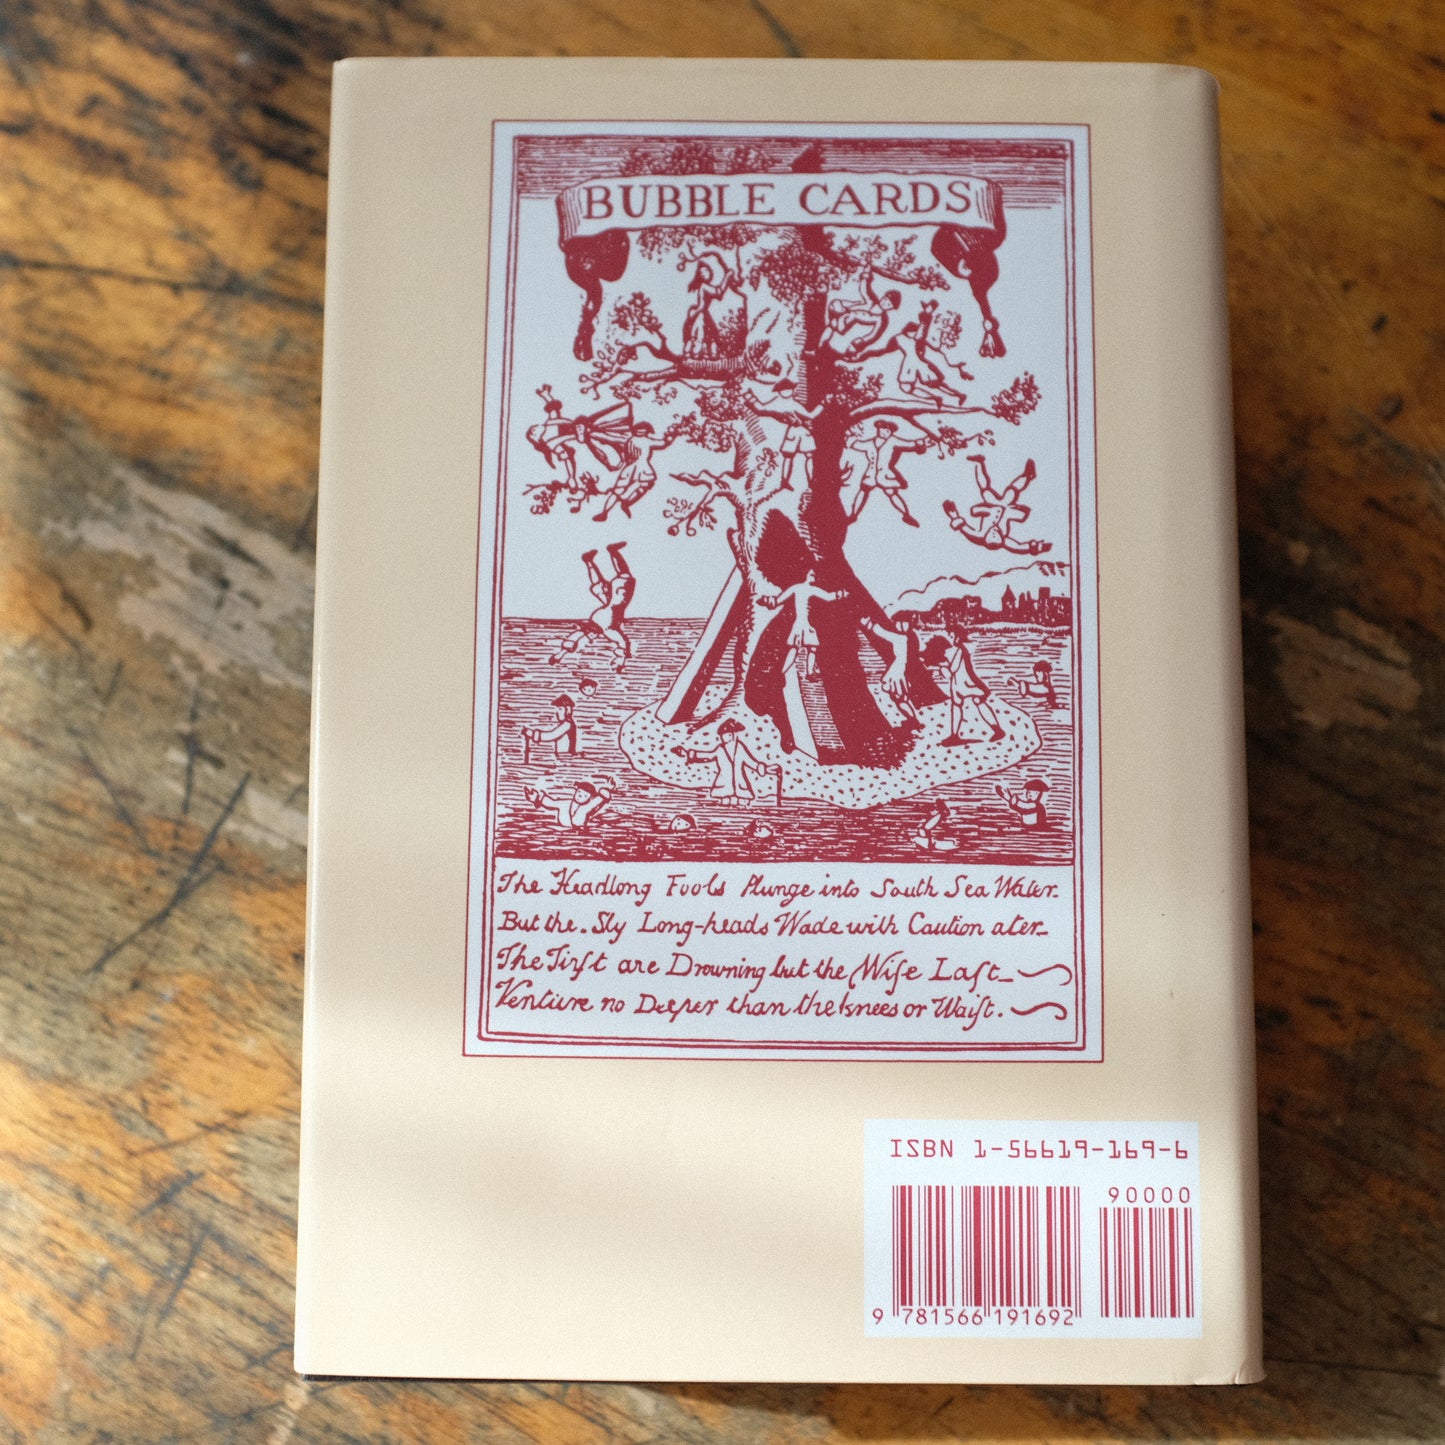 BUBBLE CARDS
The Headlong Fools Plunge into South Sea Water
But the Sly Long-heads Wade with Caution ater
The Firſt are Drowning but the Wiſe Laſt
Venture no Deeper than the knees or Waiſt.
ISBN 1-56619-169-6
90000
9 781566 191692